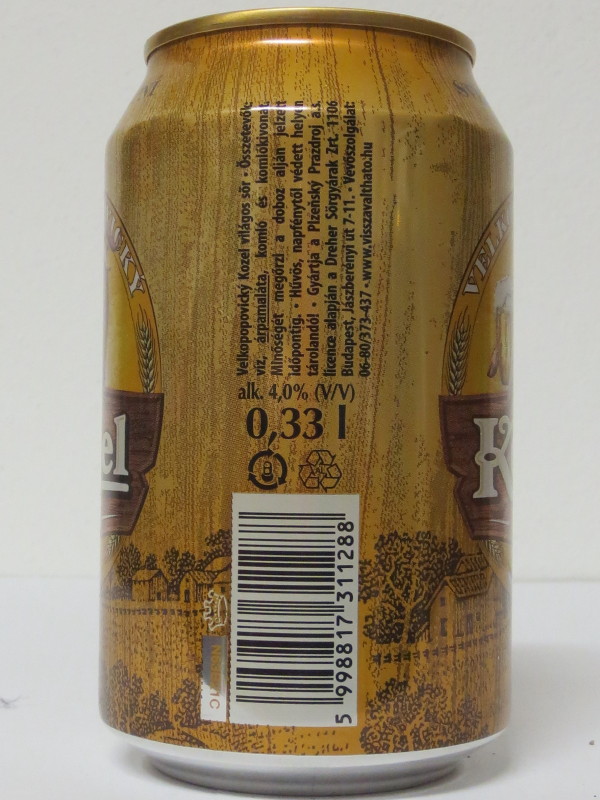 Velkopopovický Kozel világos sör • Összetevők:
víz, árpamaláta, komló és komlókivonat.
Minőségét megőrzi a doboz alján jelzett
időpontig. • Hűvös, napfénytől védett helyen
tárolandó! • Gyártja a Plzeňský Prazdroj á.s.
licence alapján a Dreher Sörgyárak Zrt. 1106
Budapest, Jászberényi út 7-11. • Vevőszolgálat:
06-80/373-437 • www.visszavalthato.hu
alk. 4,0% (V/V)
0,33 l
5 998817 311288
VELK
K
el